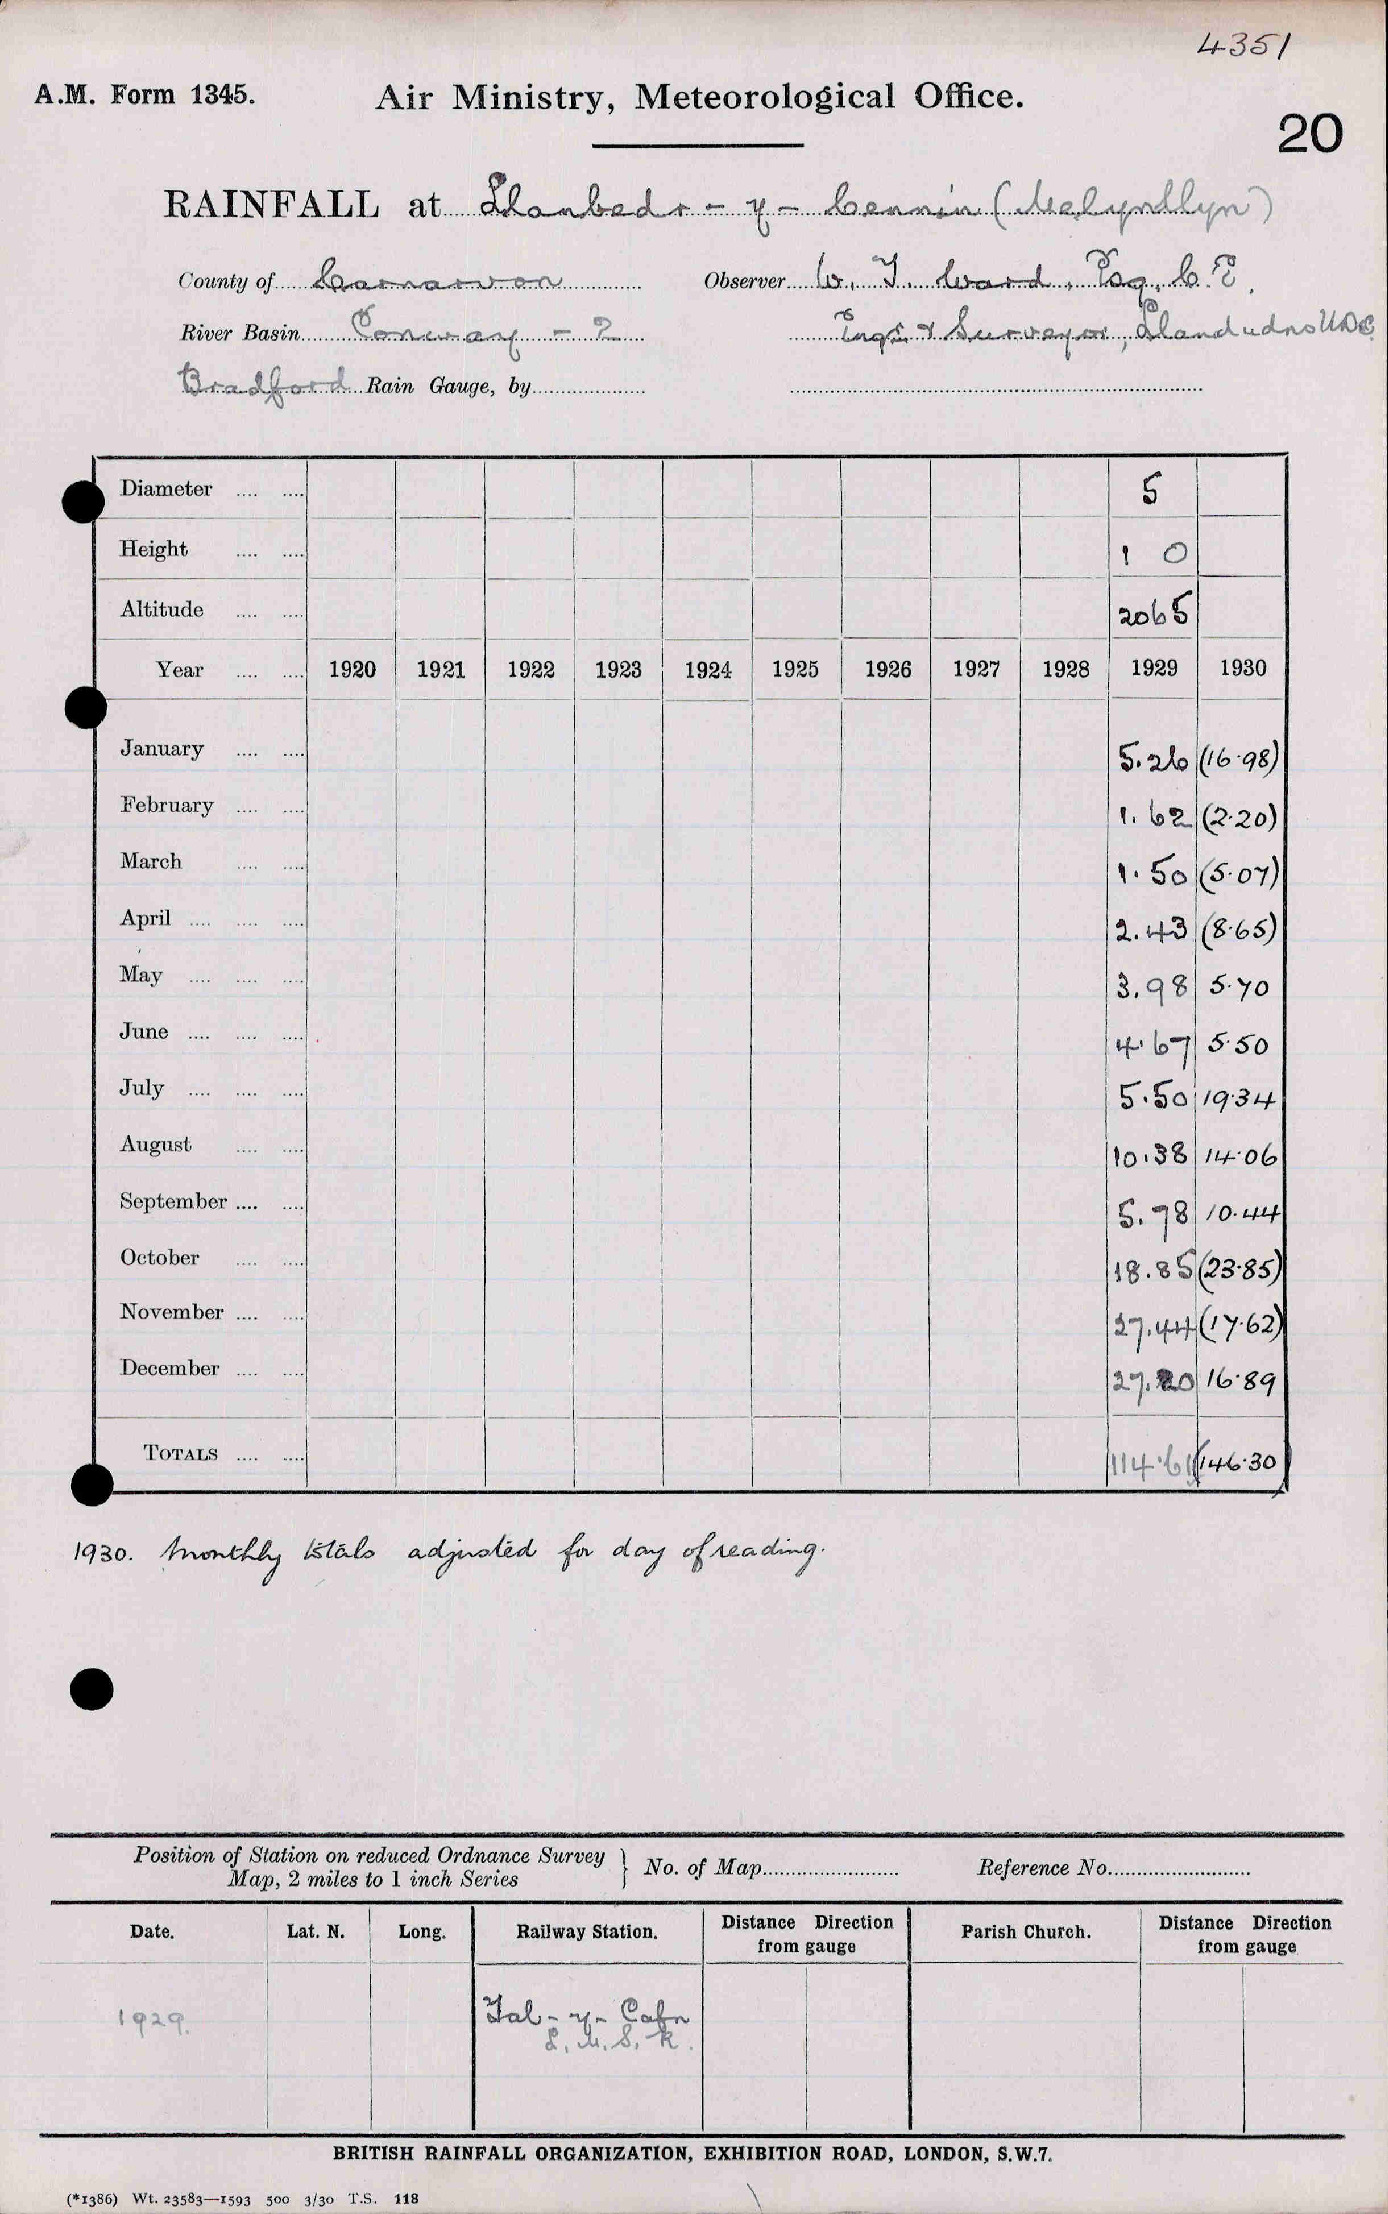 4351
A.M. Form 1345. Air Ministry, Meteorological Office.
20
RAINFALL at Llanbedr - y - Cennin (Melynllyn)
County of Carnarvon Observer W. T. Ward, Esq, C.E.
River Basin Conway - 2 Engr. & Surveyor, Llandudno UDC
Bradford Rain Gauge, by
Diameter 5
Height 1 0
Altitude 2065
Year 1920 1921 1922 1923 1924 1925 1926 1927 1928 1929 1930
January 5.26 (16.98)
February 1.62 (2.20)
March 1.50 (5.07)
April 2.43 (8.65)
May 3.98 5.70
June 4.67 5.50
July 5.50 19.34
August 10.38 14.06
September 5.78 10.44
October 18.85 (23.85)
November 27.44 (17.62)
December 27.20 16.89
TOTALS 114.61 (146.30)
1930. Monthly totals adjusted for day of reading.
Position of Station on reduced Ordnance Survey
Map, 2 miles to 1 inch Series } No. of Map Reference No.
Date. Lat. N. Long. Railway Station. Distance Direction from gauge Parish Church. Distance Direction from gauge
1929. Tal-y-Cafn
L.M.S.R.
BRITISH RAINFALL ORGANIZATION, EXHIBITION ROAD, LONDON, S.W.7.
(*1386) Wt. 23583—1593 500 3/30 T.S. 118